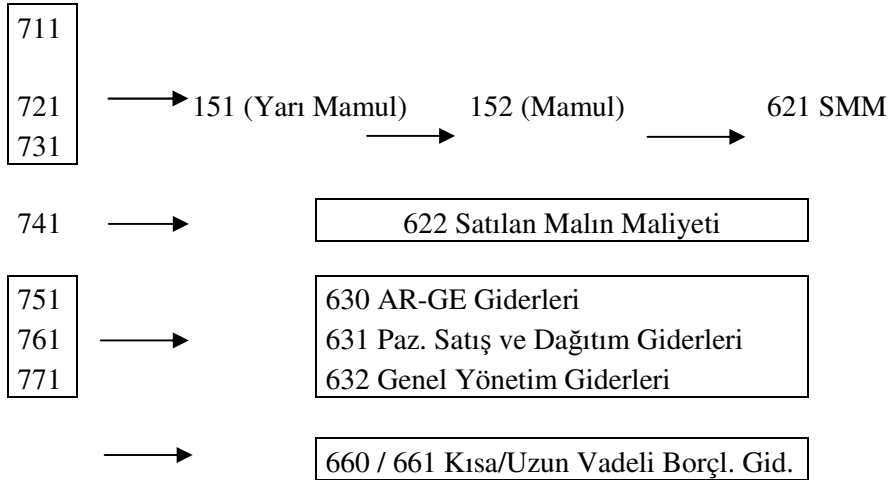 711
721 151 (Yarı Mamul) 152 (Mamul) 621 SMM
731
741 622 Satılan Malın Maliyeti
751 630 AR-GE Giderleri
761 631 Paz. Satış ve Dağıtım Giderleri
771 632 Genel Yönetim Giderleri
660 / 661 Kısa/Uzun Vadeli Borçl. Gid.